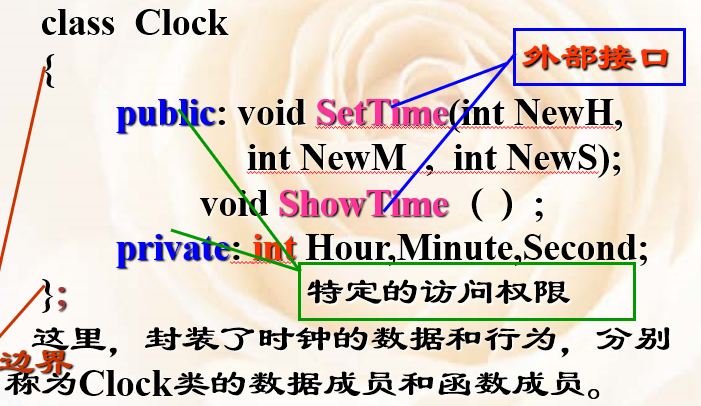 class Clock
{
外部接口
public: void SetTime(int NewH,
int NewM , int NewS);
void ShowTime ( ) ;
private: int Hour,Minute,Second;
特定的访问权限
};
这里，封装了时钟的数据和行为，分别
边界
称为Clock类的数据成员和函数成员。